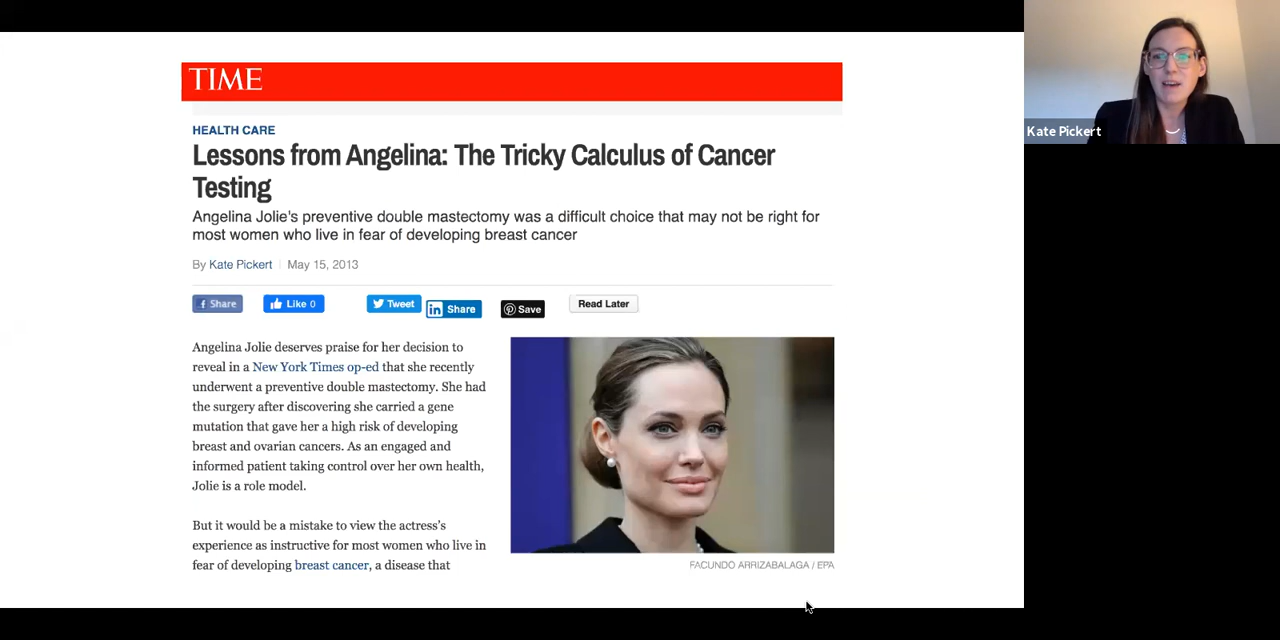 TIME
HEALTH CARE
Lessons from Angelina: The Tricky Calculus of Cancer
Testing
Angelina Jolie's preventive double mastectomy was a difficult choice that may not be right for
most women who live in fear of developing breast cancer
By Kate Pickert | May 15, 2013
f Share
Like 0
Tweet
in Share
Save
Read Later
Angelina Jolie deserves praise for her decision to
reveal in a New York Times op-ed that she recently
underwent a preventive double mastectomy. She had
the surgery after discovering she carried a gene
mutation that gave her a high risk of developing
breast and ovarian cancers. As an engaged and
informed patient taking control over her own health,
Jolie is a role model.
But it would be a mistake to view the actress's
experience as instructive for most women who live in
fear of developing breast cancer, a disease that
FACUNDO ARRIZABALAGA / EPA
Kate Pickert